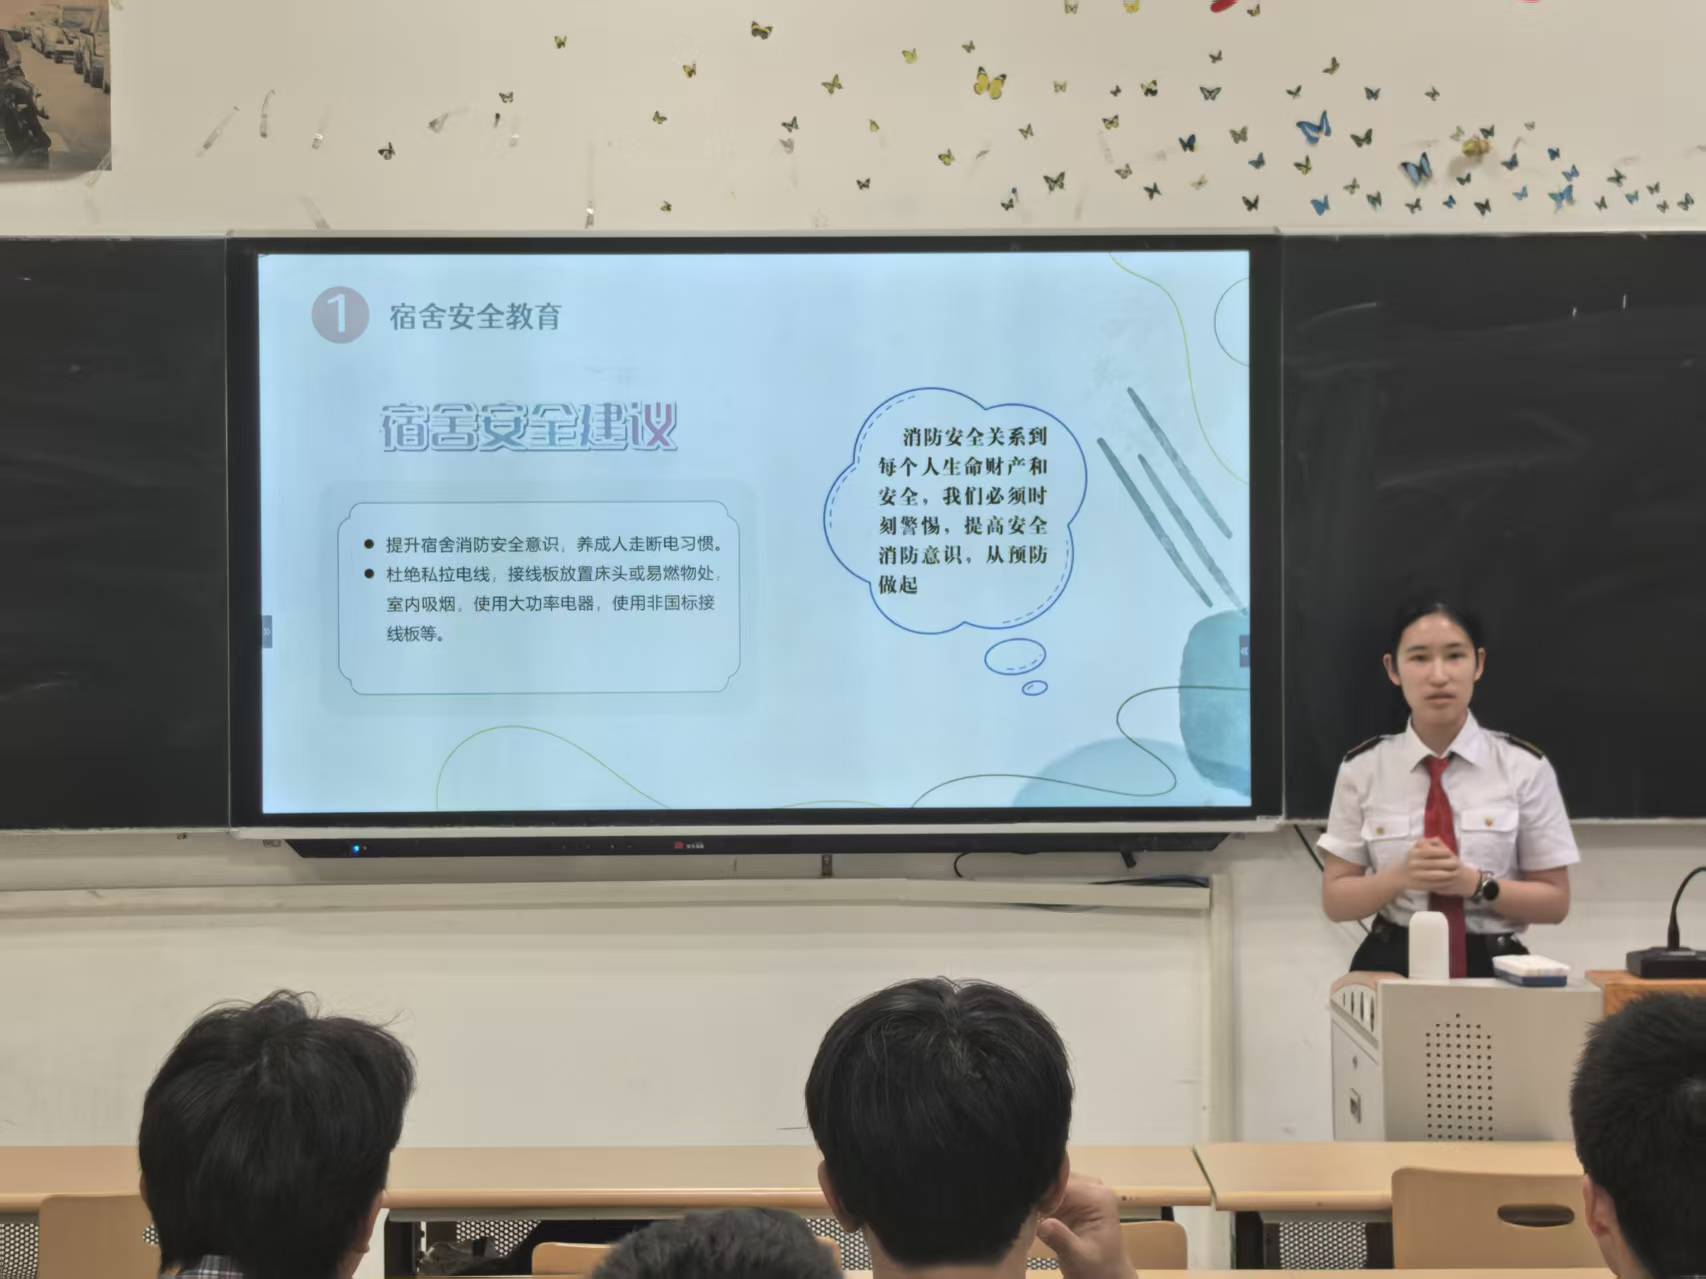 1
宿舍安全教育
宿舍安全建议
● 提升宿舍消防安全意识，养成人走断电习惯。
● 杜绝私拉电线，接线板放置床头或易燃物处，
室内吸烟，使用大功率电器，使用非国标接
线板等。
消防安全关系到
每个人生命财产和
安全，我们必须时
刻警惕，提高安全
消防意识，从预防
做起